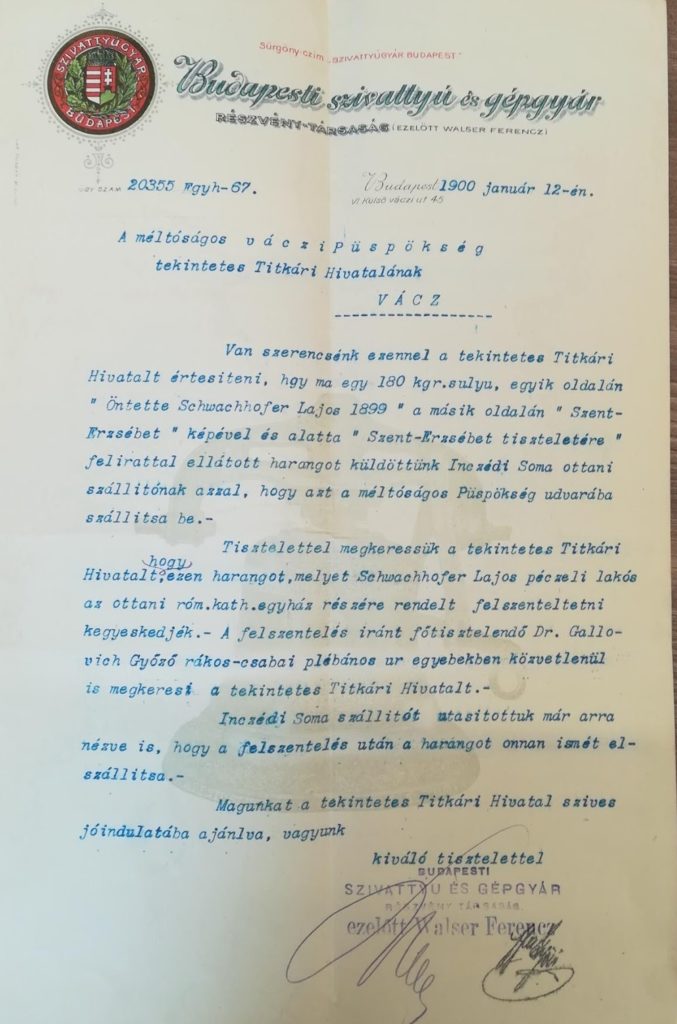 SZIVATTYÚGYÁR
BUDAPEST
Sürgöny-czim "SZIVATTYÚGYÁR BUDAPEST"
Budapesti szivattyú és gépgyár
RÉSZVÉNY-TÁRSASÁG (EZELŐTT WALSER FERENCZ)
ÜGY SZÁM 20355 Egyh-67.
Budapest 1900 január 12-én.
VI. Külső váczi ut 45
A méltóságos v á c z i P ü s p ö k s é g
tekintetes Titkári Hivatalának
V Á C Z
Van szerencsénk ezennel a tekintetes Titkári
Hivatalt értesiteni, hgy ma egy 180 kgr.sulyu, egyik oldalán
" Öntette Schwachhofer Lajos 1899 " a másik oldalán " Szent-
Erzsébet " képével és alatta " Szent-Erzsébet tiszteletére "
felirattal ellátott harangot küldöttünk Inczédi Soma ottani
szállitónak azzal, hogy azt a méltóságos Püspökség udvarába
szállitsa be.-
Tisztelettel megkeressük a tekintetes Titkári
hogy
Hivatalt, ezen harangot,melyet Schwachhofer Lajos péczeli lakós
az ottani róm.kath.egyház részére rendelt felszenteltetni
kegyeskedjék.- A felszentelés iránt főtisztelendő Dr. Gallo-
vich Győző rákos-csabai plébános ur egyebekben közvetlenül
is megkeresi a tekintetes Titkári Hivatalt.-
Inczédi Soma szállitót utasitottuk már arra
nézve is, hogy a felszentelés után a harangot onnan ismét el-
szállitsa.-
Magunkat a tekintetes Titkári Hivatal szives
jóindulatába ajánlva, vagyunk
kiváló tisztelettel
BUDAPESTI
SZIVATTYU ÉS GÉPGYÁR
RÉSZVÉNY TÁRSASÁG.
ezelőtt Walser Ferencz